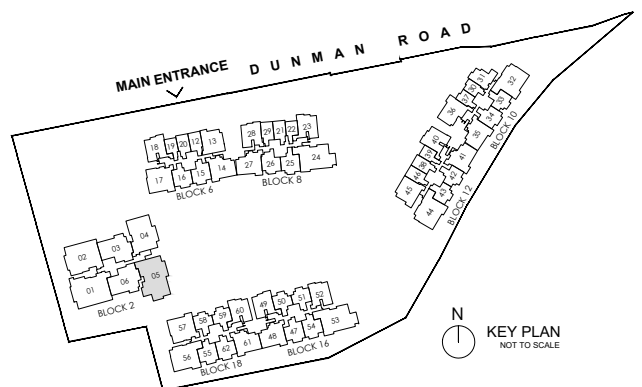 DUNMAN ROAD
MAIN ENTRANCE
18 19 20 12 13
17 16 15 14
BLOCK 6
28 29 21 22 23
27 26 25 24
BLOCK 8
31 32
30
37 33
36 34
35
BLOCK 10
40
39 41
38
46 42
45 43
44
BLOCK 12
02 03 04
01 06 05
BLOCK 2
57 58 59 60
56 55 62 61
BLOCK 18
49 50 51 52
48 47 54 53
BLOCK 16
N
KEY PLAN
NOT TO SCALE